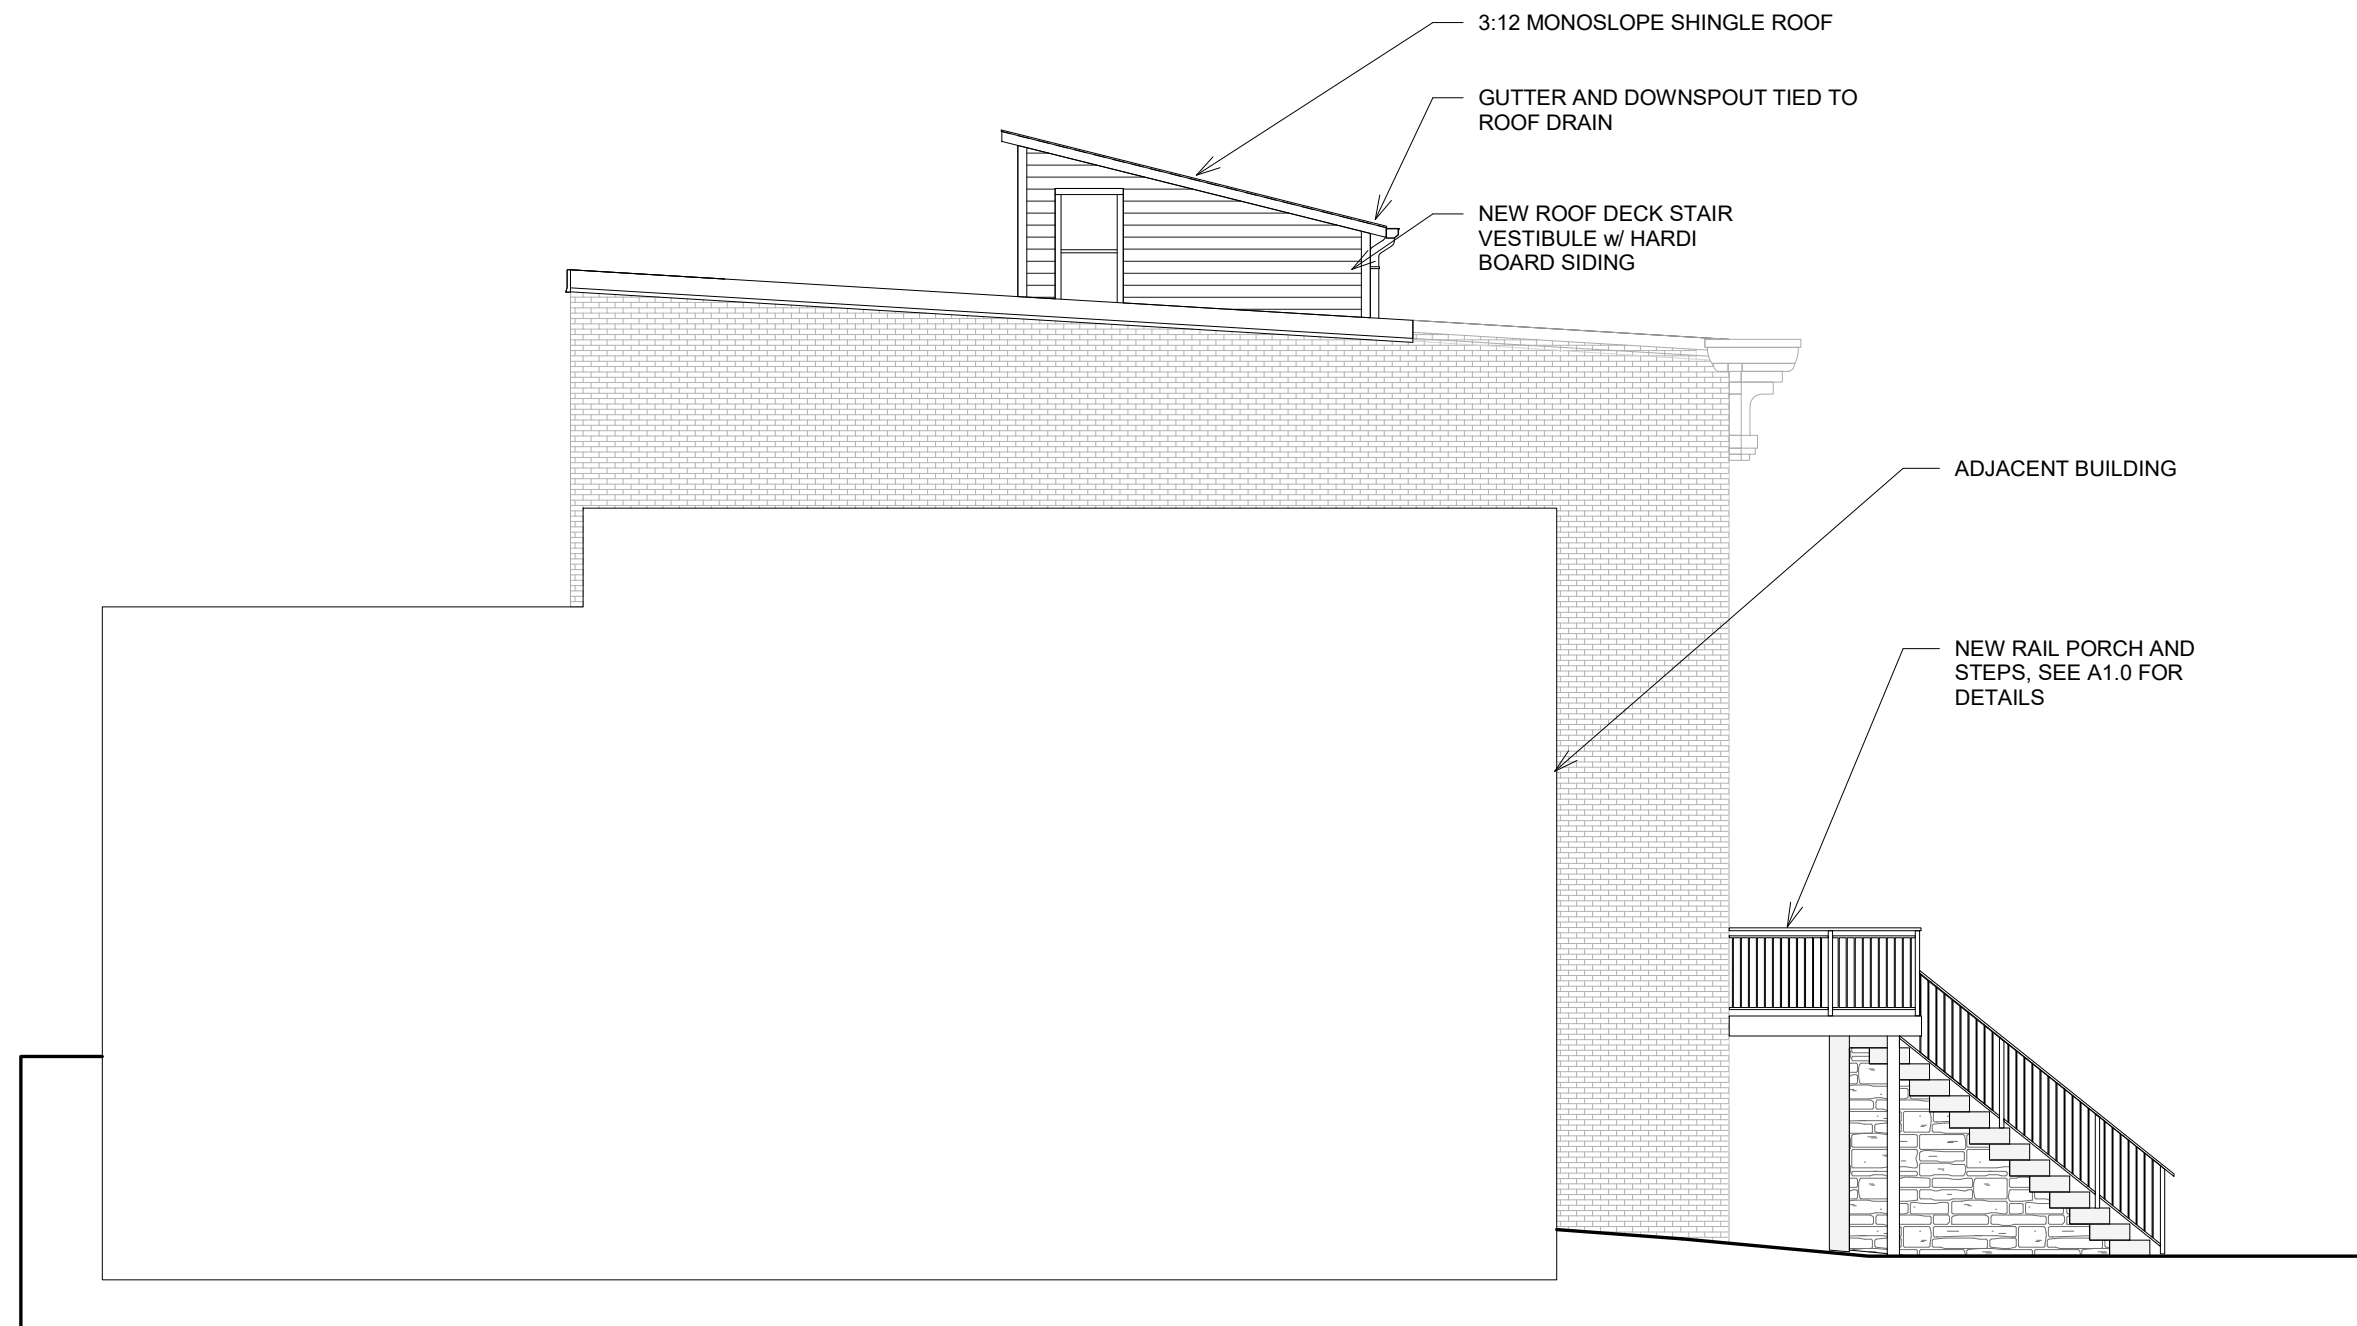 3:12 MONOSLOPE SHINGLE ROOF
GUTTER AND DOWNSPOUT TIED TO
ROOF DRAIN
NEW ROOF DECK STAIR
VESTIBULE w/ HARDI
BOARD SIDING
ADJACENT BUILDING
NEW RAIL PORCH AND
STEPS, SEE A1.0 FOR
DETAILS